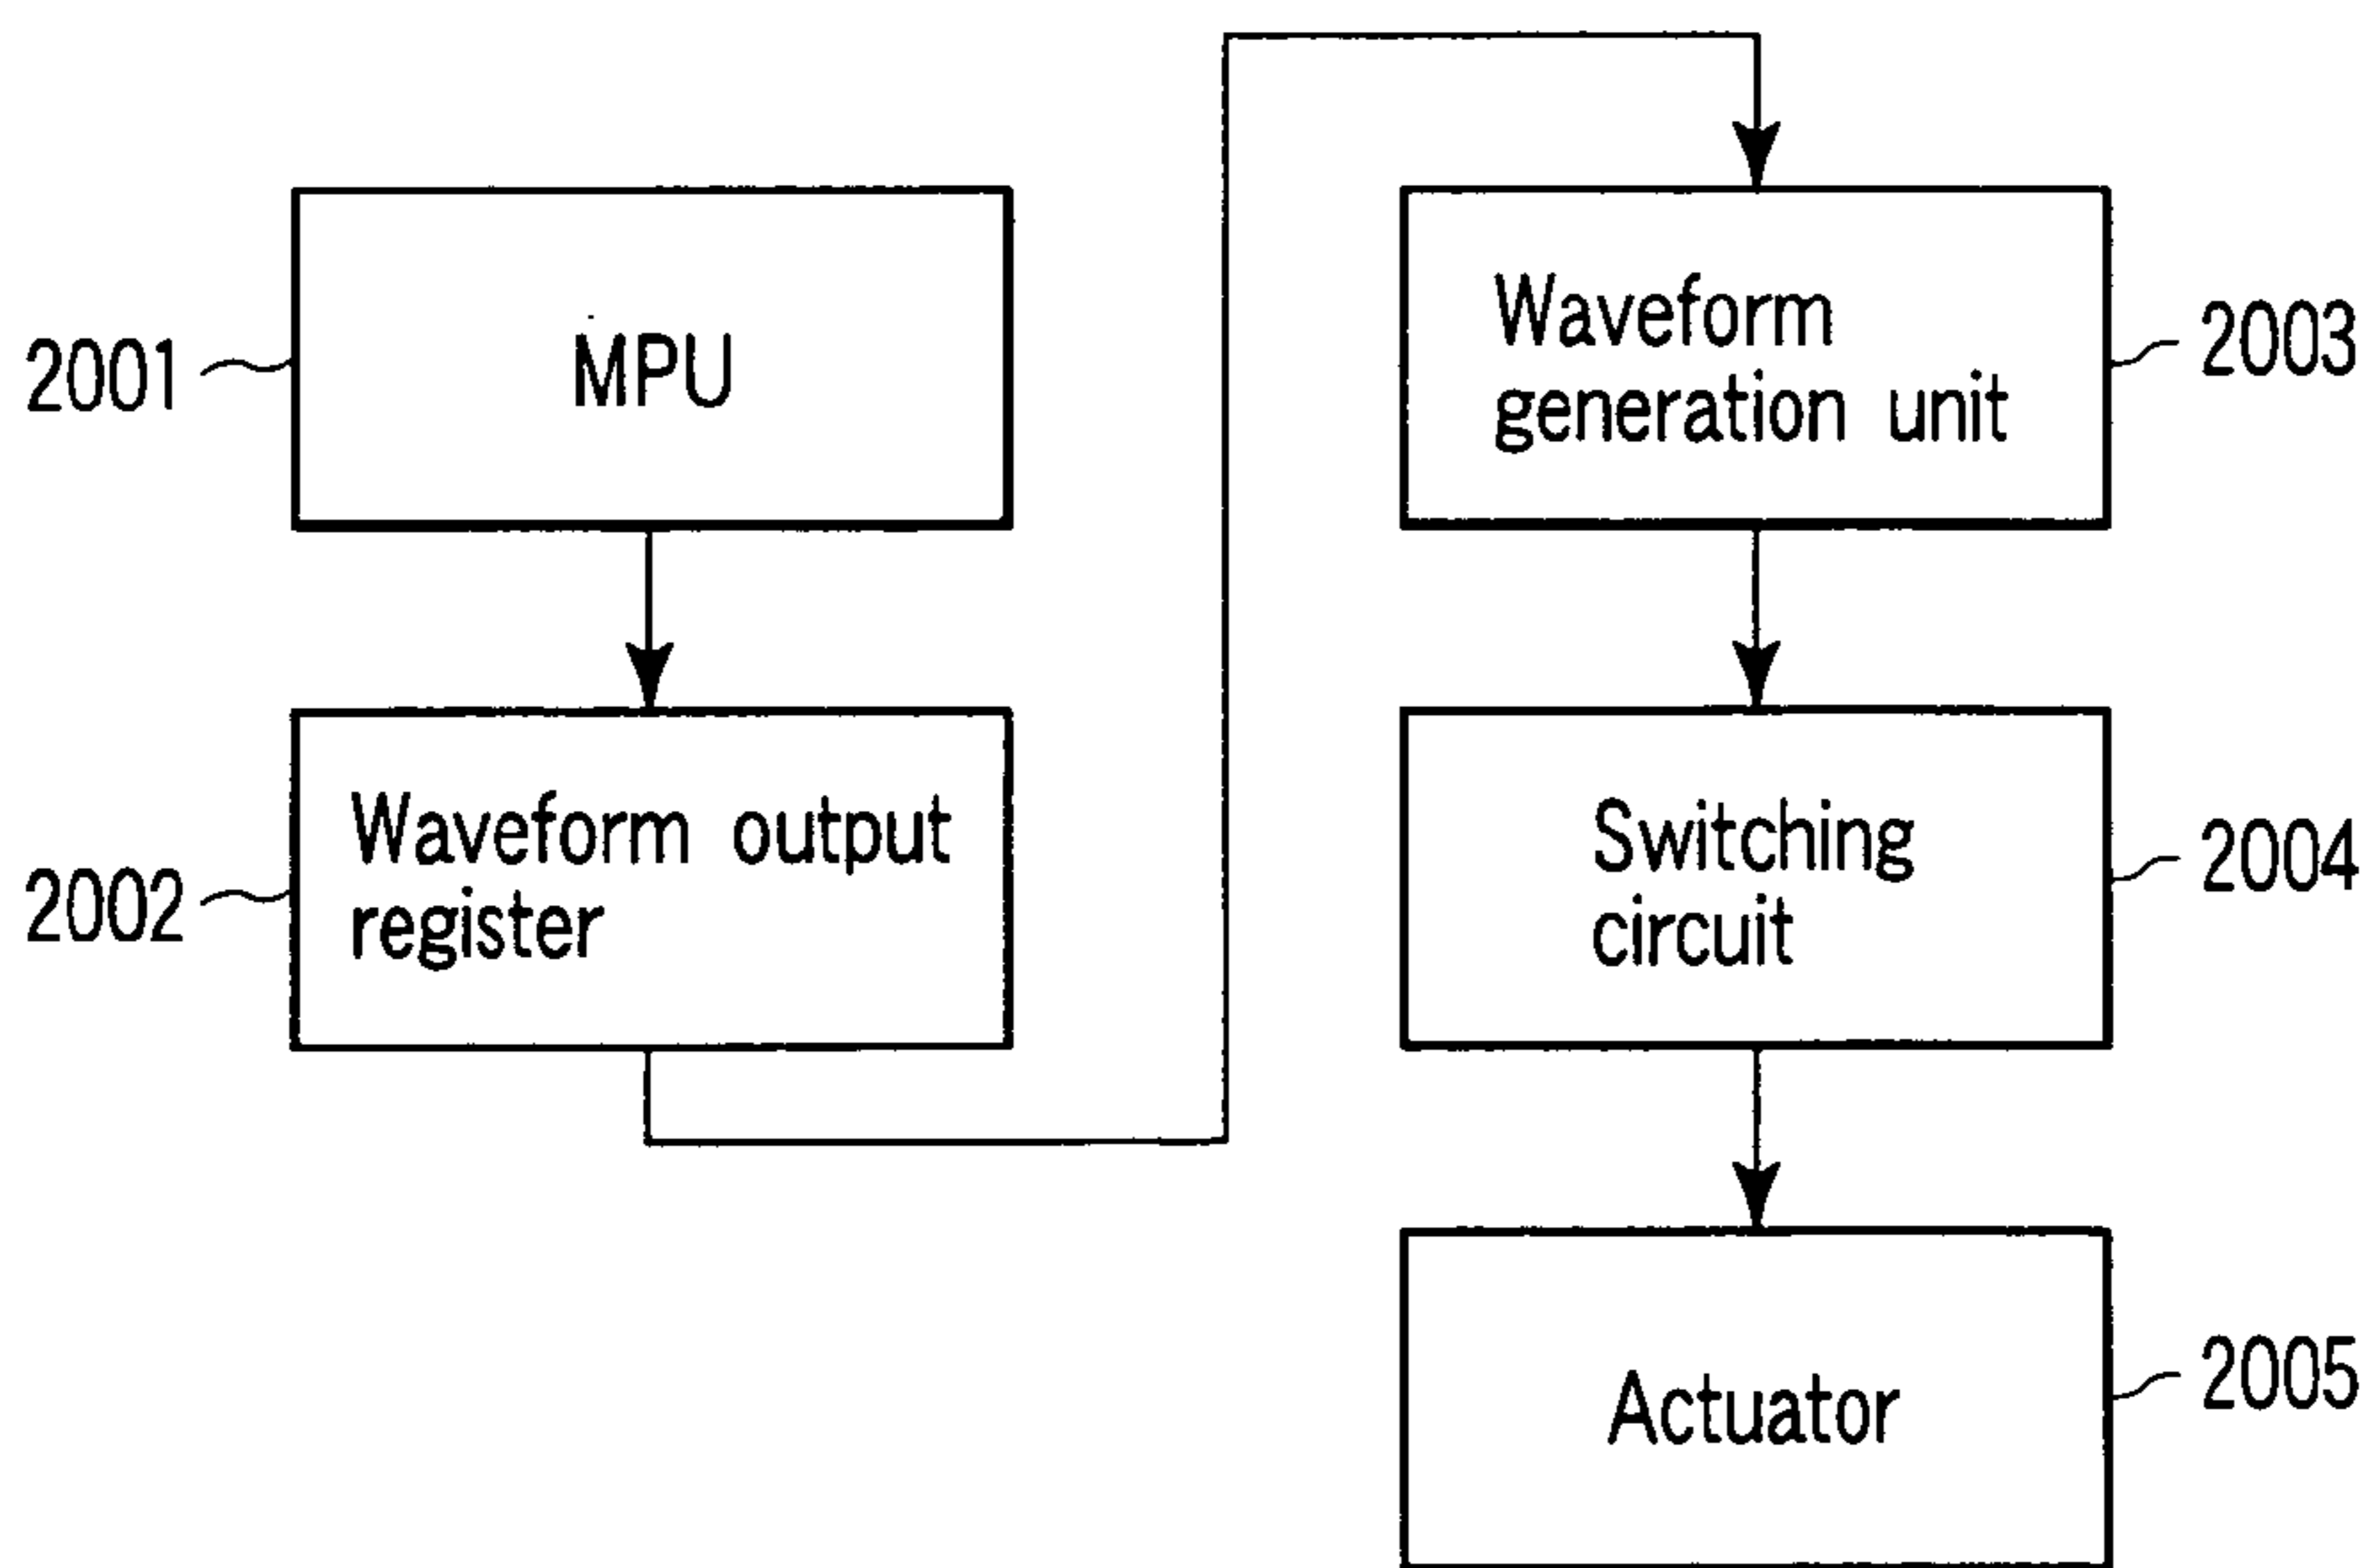 2001
MPU
2002
Waveform output
register
Waveform
generation unit
2003
Switching
circuit
2004
Actuator
2005